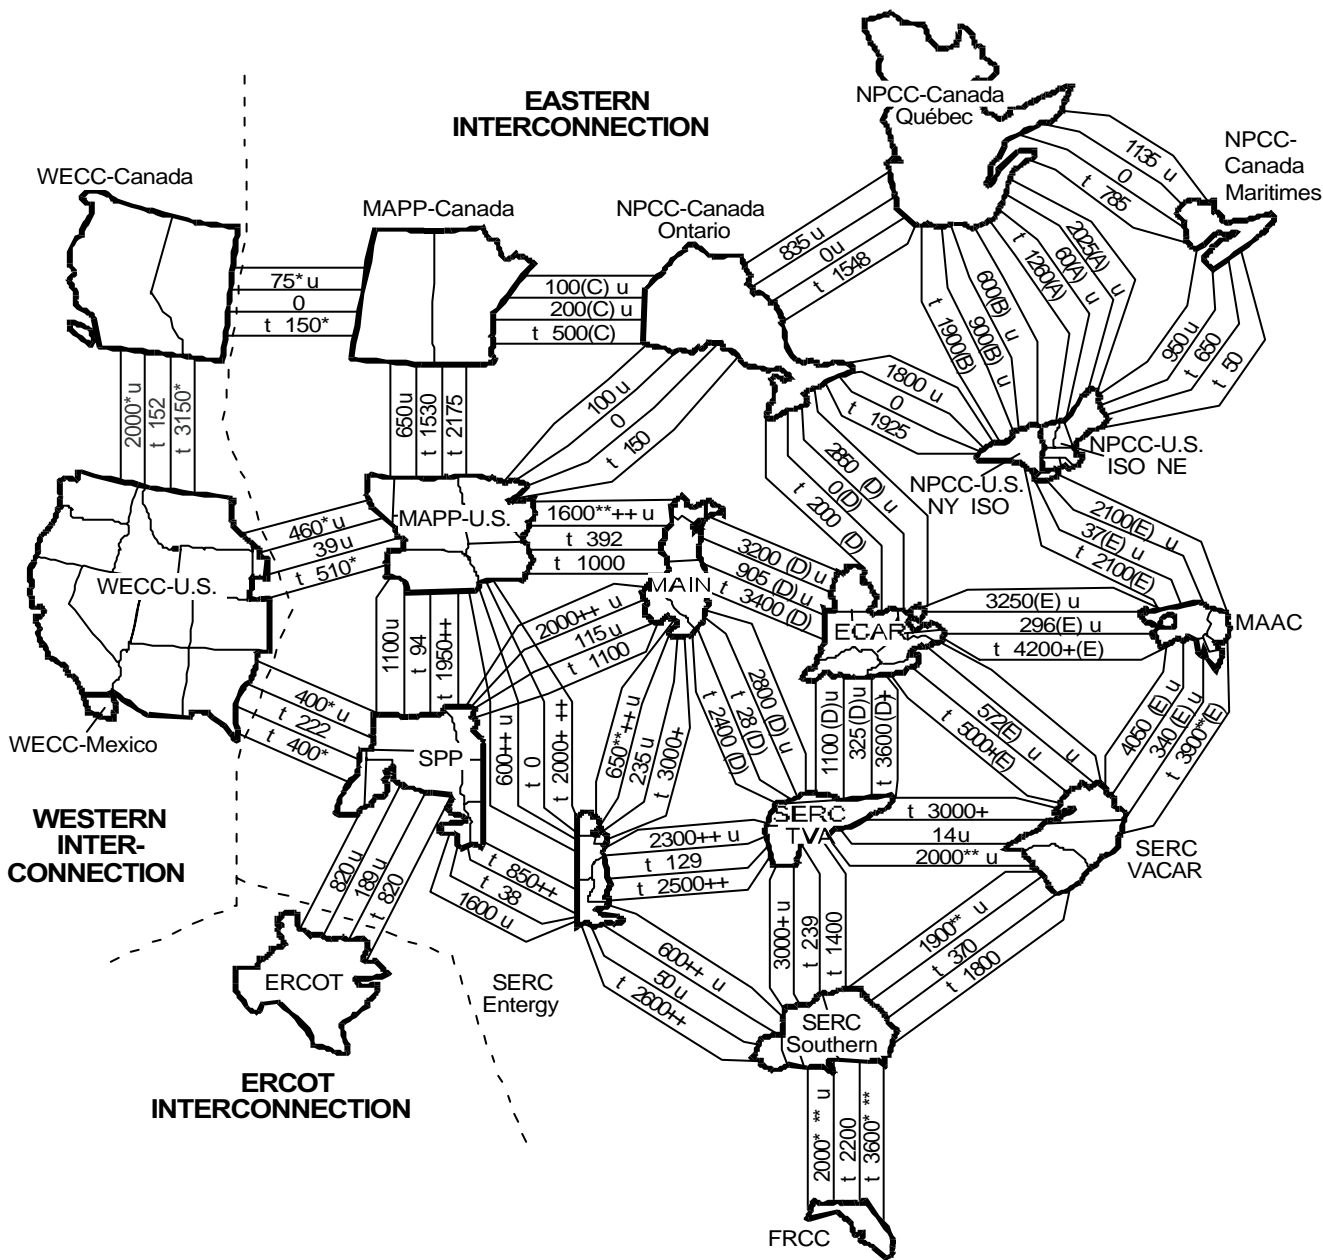 EASTERN
INTERCONNECTION
NPCC-Canada
Québec
NPCC-
Canada
Maritimes
WECC-Canada
MAPP-Canada
NPCC-Canada
Ontario
1135 u
0
t 785
835 u
0u
t 1548
75* u
0
t 150*
100(C) u
200(C) u
t 500(C)
2025(A) u
60(A) u
t 1260(A)
600(B) u
900(B) u
t 1900(B)
950 u
t 650
t 50
2000* u
t 152
t 3150*
650u
t 1530
t 2175
100 u
0
t 150
1800 u
0
t 1925
NPCC-U.S.
ISO NE
NPCC-U.S.
NY ISO
2850 (D) u
0(D)
t 2000 (D)
WECC-U.S.
MAPP-U.S.
460* u
39 u
t 510*
1600**++ u
t 392
t 1000
3200 (D) u
905 (D) u
t 3400 (D)
2100(E) u
37(E) u
t 2100(E)
MAIN
ECAR
MAAC
3250(E) u
296(E) u
t 4200+(E)
1100u
t 94
t 1950++
2000++ u
115 u
t 1100
400* u
t 222
t 400*
WECC-Mexico
SPP
600++ u
t 0
t 2000+ ++
650**++ u
235 u
t 3000+
2800 (D) u
t 28 (D)
t 2400 (D)
1100 (D)u
325(D)u
t 3600(D+
u
572(E) u
t 5000+(E)
4050 (E) u
340 (E) u
t 3900**(E)
WESTERN
INTER-
CONNECTION
SERC
TVA
t 3000+
14 u
2000** u
SERC
VACAR
2300++ u
t 129
t 2500++
820 u
189 u
t 820
t 850++
t 38
1600 u
3000+ u
t 239
t 1400
1900** u
t 370
t 1800
ERCOT
SERC
Entergy
600++ u
50 u
t 2600++
SERC
Southern
ERCOT
INTERCONNECTION
2000* ** u
t 2200
t 3600* **
FRCC